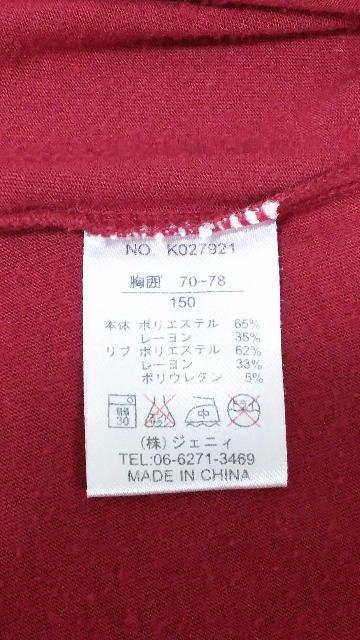 NO. K027921
胸囲 70~78
150
本体 ポリエステル 65%
レーヨン 35%
リブ ポリエステル 62%
レーヨン 33%
ポリウレタン 5%
30 中
(株)ジェニィ
TEL:06-6271-3469
MADE IN CHINA